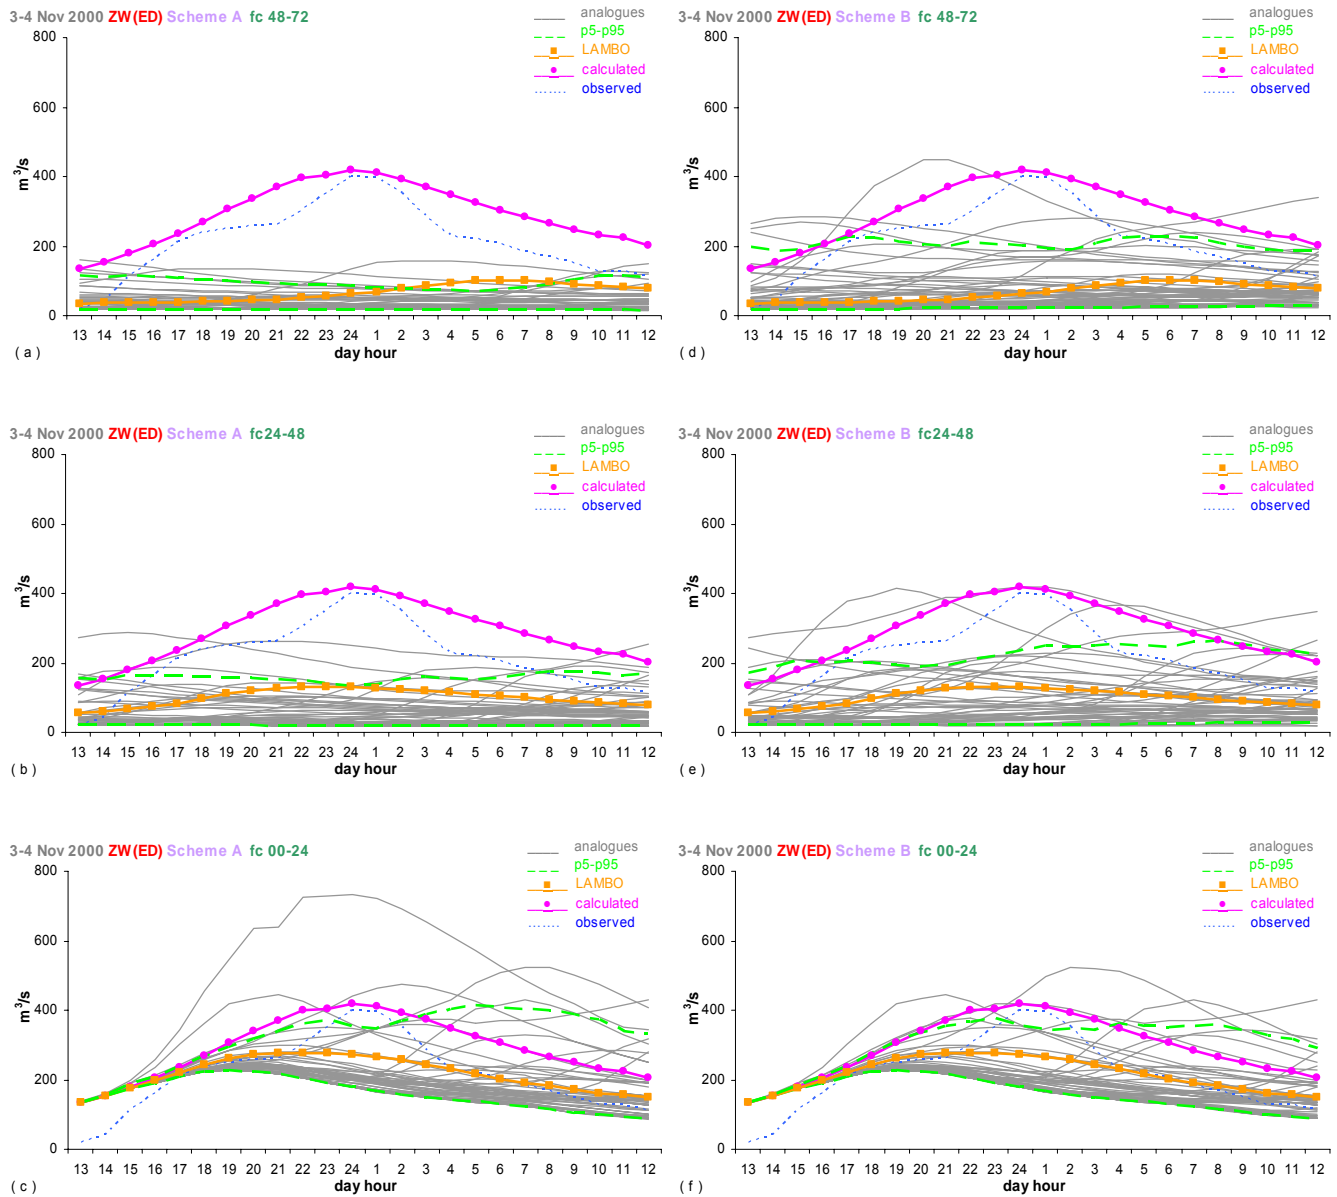 3-4 Nov 2000 ZW(ED) Scheme A fc 48-72
analogues
p5-p95
LAMBO
calculated
observed
800
600
400
200
0
m³/s
13 14 15 16 17 18 19 20 21 22 23 24 1 2 3 4 5 6 7 8 9 10 11 12
( a )
day hour
3-4 Nov 2000 ZW(ED) Scheme B fc 48-72
analogues
p5-p95
LAMBO
calculated
observed
800
600
400
200
0
m³/s
13 14 15 16 17 18 19 20 21 22 23 24 1 2 3 4 5 6 7 8 9 10 11 12
( d )
day hour
3-4 Nov 2000 ZW(ED) Scheme A fc24-48
analogues
p5-p95
LAMBO
calculated
observed
800
600
400
200
0
m³/s
13 14 15 16 17 18 19 20 21 22 23 24 1 2 3 4 5 6 7 8 9 10 11 12
( b )
day hour
3-4 Nov 2000 ZW(ED) Scheme B fc24-48
analogues
p5-p95
LAMBO
calculated
observed
800
600
400
200
0
m³/s
13 14 15 16 17 18 19 20 21 22 23 24 1 2 3 4 5 6 7 8 9 10 11 12
( e )
day hour
3-4 Nov 2000 ZW(ED) Scheme A fc 00-24
analogues
p5-p95
LAMBO
calculated
observed
800
600
400
200
0
m³/s
13 14 15 16 17 18 19 20 21 22 23 24 1 2 3 4 5 6 7 8 9 10 11 12
( c )
day hour
3-4 Nov 2000 ZW(ED) Scheme B fc 00-24
analogues
p5-p95
LAMBO
calculated
observed
800
600
400
200
0
m³/s
13 14 15 16 17 18 19 20 21 22 23 24 1 2 3 4 5 6 7 8 9 10 11 12
( f )
day hour